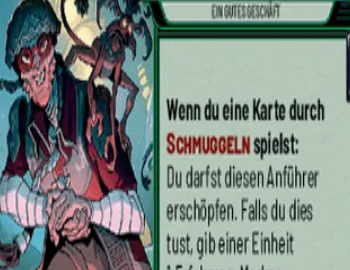 EIN GUTES GESCHÄFT
Wenn du eine Karte durch
SCHMUGGELN spielst:
Du darfst diesen Anführer
erschöpfen. Falls du dies
tust, gib einer Einheit